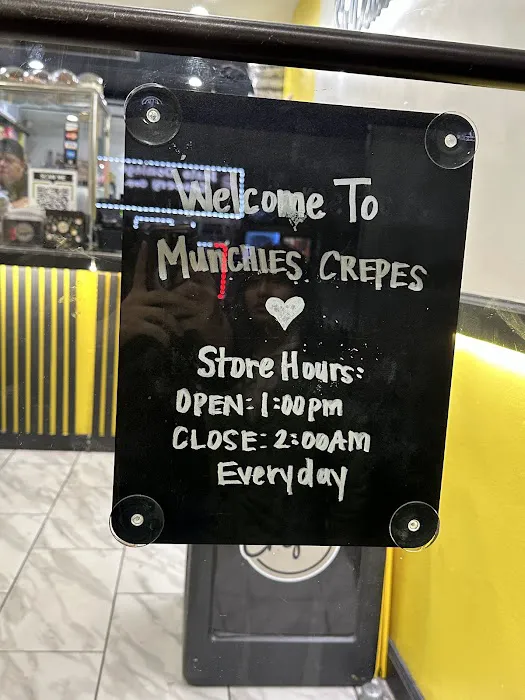 Welcome To
MunCHIES CREPES
Store Hours:
OPEN: 1:00pm
CLOSE: 2:00AM
Everyday